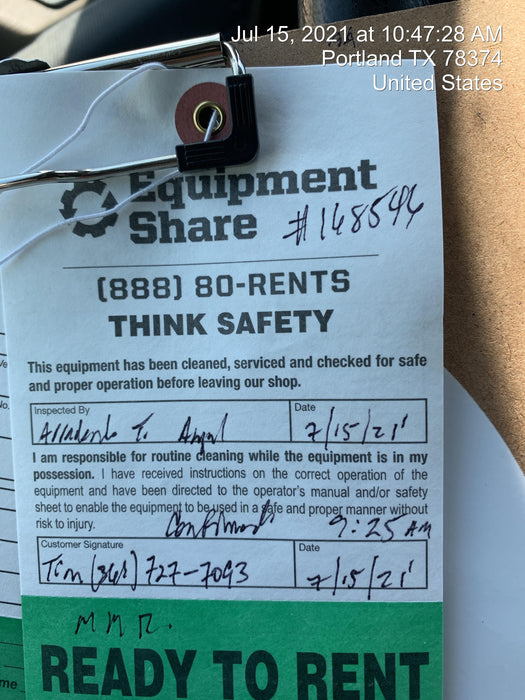 Jul 15, 2021 at 10:47:28 AM
Portland TX 78374
United States
Equipment
Share #168546
(888) 80-RENTS
THINK SAFETY
This equipment has been cleaned, serviced and checked for safe
and proper operation before leaving our shop.
Inspected By Date
T. 7/15/21'
I am responsible for routine cleaning while the equipment is in my
possession. I have received instructions on the correct operation of the
equipment and have been directed to the operator's manual and/or safety
sheet to enable the equipment to be used in a safe and proper manner without
risk to injury.
Confirmed 9:25 AM
Customer Signature Date
Tim (361) 727-7093 7/15/21'
READY TO RENT